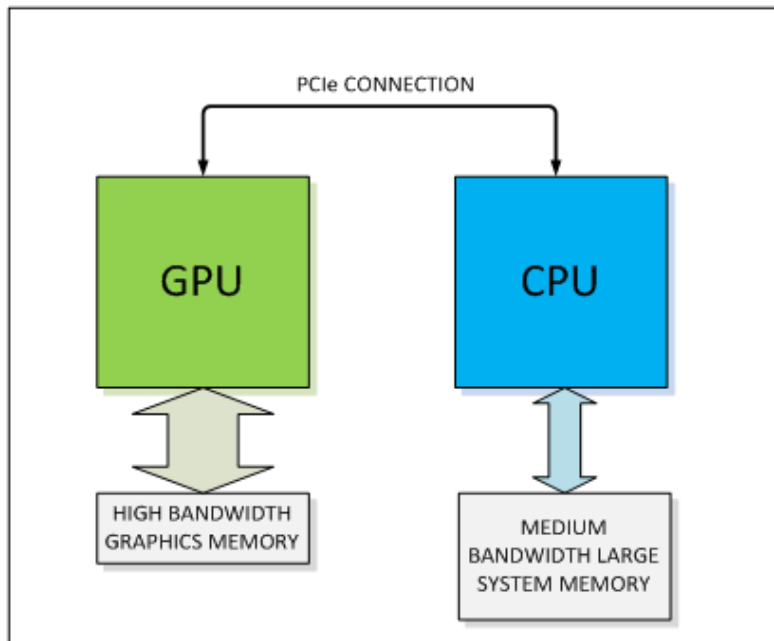 PCIe CONNECTION
GPU
CPU
HIGH BANDWIDTH
GRAPHICS MEMORY
MEDIUM
BANDWIDTH LARGE
SYSTEM MEMORY